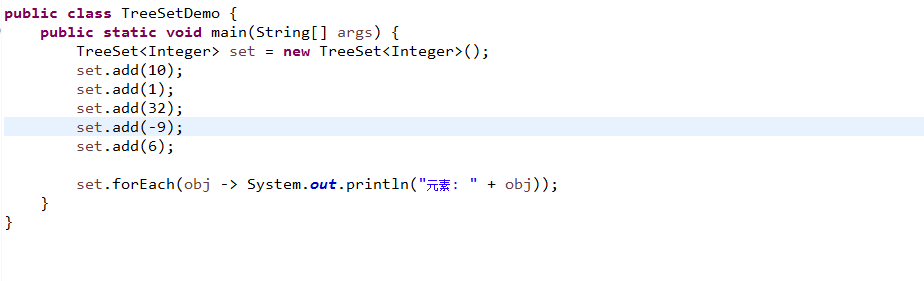 public class TreeSetDemo {
public static void main(String[] args) {
TreeSet<Integer> set = new TreeSet<Integer>();
set.add(10);
set.add(1);
set.add(32);
set.add(-9);
set.add(6);
set.forEach(obj -> System.out.println("元素: " + obj));
}
}